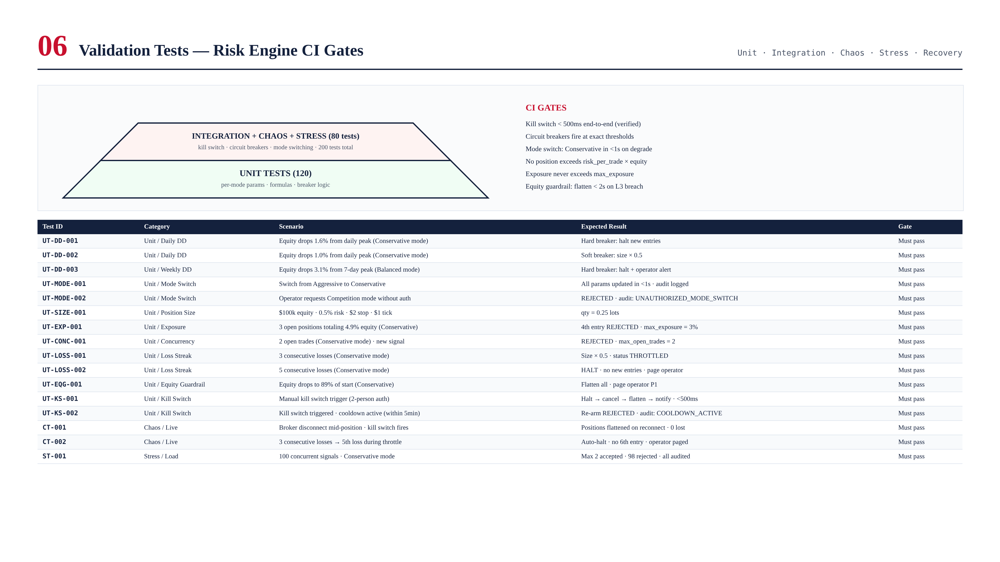 06 Validation Tests — Risk Engine CI Gates
Unit · Integration · Chaos · Stress · Recovery
INTEGRATION + CHAOS + STRESS (80 tests)
kill switch · circuit breakers · mode switching · 200 tests total
UNIT TESTS (120)
per-mode params · formulas · breaker logic
CI GATES
Kill switch < 500ms end-to-end (verified)
Circuit breakers fire at exact thresholds
Mode switch: Conservative in <1s on degrade
No position exceeds risk_per_trade × equity
Exposure never exceeds max_exposure
Equity guardrail: flatten < 2s on L3 breach
Test ID Category Scenario Expected Result Gate
UT-DD-001 Unit / Daily DD Equity drops 1.6% from daily peak (Conservative mode) Hard breaker: halt new entries Must pass
UT-DD-002 Unit / Daily DD Equity drops 1.0% from daily peak (Conservative mode) Soft breaker: size × 0.5 Must pass
UT-DD-003 Unit / Weekly DD Equity drops 3.1% from 7-day peak (Balanced mode) Hard breaker: halt + operator alert Must pass
UT-MODE-001 Unit / Mode Switch Switch from Aggressive to Conservative All params updated in <1s · audit logged Must pass
UT-MODE-002 Unit / Mode Switch Operator requests Competition mode without auth REJECTED · audit: UNAUTHORIZED_MODE_SWITCH Must pass
UT-SIZE-001 Unit / Position Size $100k equity · 0.5% risk · $2 stop · $1 tick qty = 0.25 lots Must pass
UT-EXP-001 Unit / Exposure 3 open positions totaling 4.9% equity (Conservative) 4th entry REJECTED · max_exposure = 3% Must pass
UT-CONC-001 Unit / Concurrency 2 open trades (Conservative mode) · new signal REJECTED · max_open_trades = 2 Must pass
UT-LOSS-001 Unit / Loss Streak 3 consecutive losses (Conservative mode) Size × 0.5 · status THROTTLED Must pass
UT-LOSS-002 Unit / Loss Streak 5 consecutive losses (Conservative mode) HALT · no new entries · page operator Must pass
UT-EQG-001 Unit / Equity Guardrail Equity drops to 89% of start (Conservative) Flatten all · page operator P1 Must pass
UT-KS-001 Unit / Kill Switch Manual kill switch trigger (2-person auth) Halt → cancel → flatten → notify · <500ms Must pass
UT-KS-002 Unit / Kill Switch Kill switch triggered · cooldown active (within 5min) Re-arm REJECTED · audit: COOLDOWN_ACTIVE Must pass
CT-001 Chaos / Live Broker disconnect mid-position · kill switch fires Positions flattened on reconnect · 0 lost Must pass
CT-002 Chaos / Live 3 consecutive losses → 5th loss during throttle Auto-halt · no 6th entry · operator paged Must pass
ST-001 Stress / Load 100 concurrent signals · Conservative mode Max 2 accepted · 98 rejected · all audited Must pass